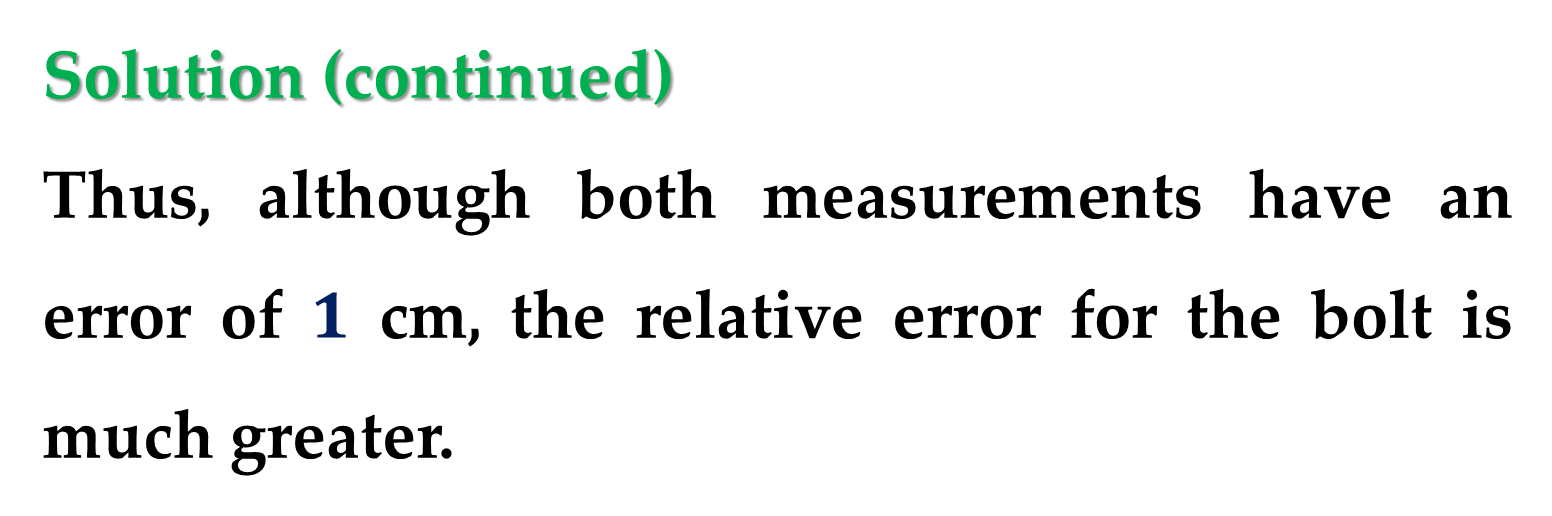 Solution (continued)
Thus, although both measurements have an
error of 1 cm, the relative error for the bolt is
much greater.